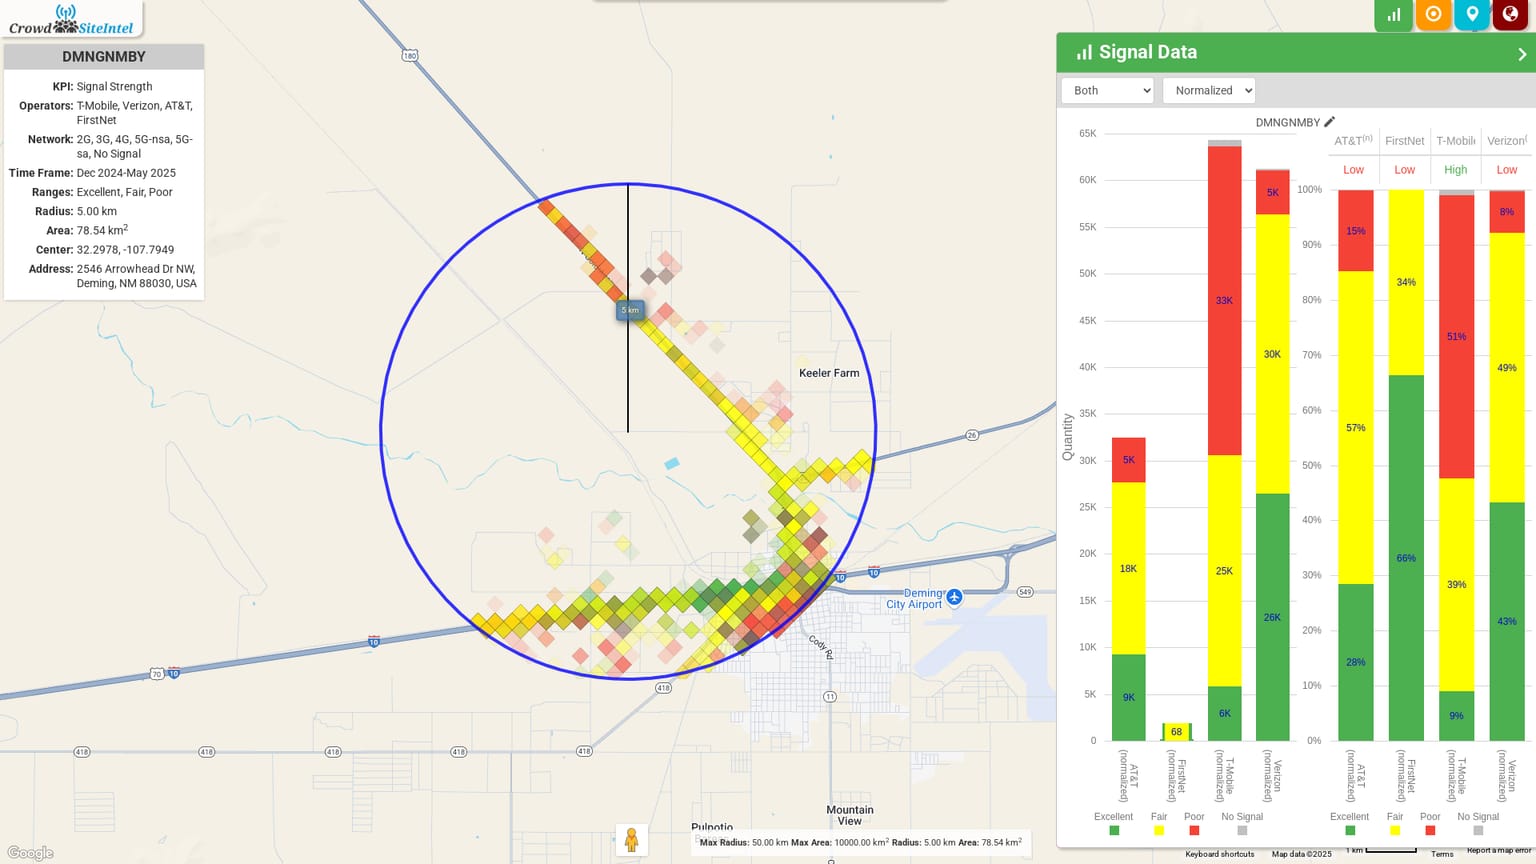 Crowd SiteIntel
DMNGNMBY
KPI: Signal Strength
Operators: T-Mobile, Verizon, AT&T,
FirstNet
Network: 2G, 3G, 4G, 5G-nsa, 5G-
sa, No Signal
Time Frame: Dec 2024-May 2025
Ranges: Excellent, Fair, Poor
Radius: 5.00 km
Area: 78.54 km²
Center: 32.2978, -107.7949
Address: 2546 Arrowhead Dr NW,
Deming, NM 88030, USA
180
5 km
Keeler Farm
26
10
10
549
Deming
City Airport
Cody Rd
10
70
10
418
11
418
418
418
418
418
Mountain
View
Pulpotio
Google
Max Radius: 50.00 km Max Area: 10000.00 km² Radius: 5.00 km Area: 78.54 km²
Signal Data
Both
Normalized
DMNGNMBY
65K
60K
55K
50K
45K
40K
35K
30K
25K
20K
15K
10K
5K
0
Quantity
5K
18K
9K
68
33K
25K
6K
5K
30K
26K
AT&T (normalized)
FirstNet (normalized)
T-Mobile (normalized)
Verizon (normalized)
Excellent Fair Poor No Signal
AT&T(n) FirstNet T-Mobile Verizon(
Low Low High Low
100%
90%
80%
70%
60%
50%
40%
30%
20%
10%
0%
15%
57%
28%
34%
66%
51%
39%
9%
8%
49%
43%
AT&T (normalized)
FirstNet (normalized)
T-Mobile (normalized)
Verizon (normalized)
Excellent Fair Poor No Signal
Keyboard shortcuts Map data ©2025 1 km Terms Report a map error